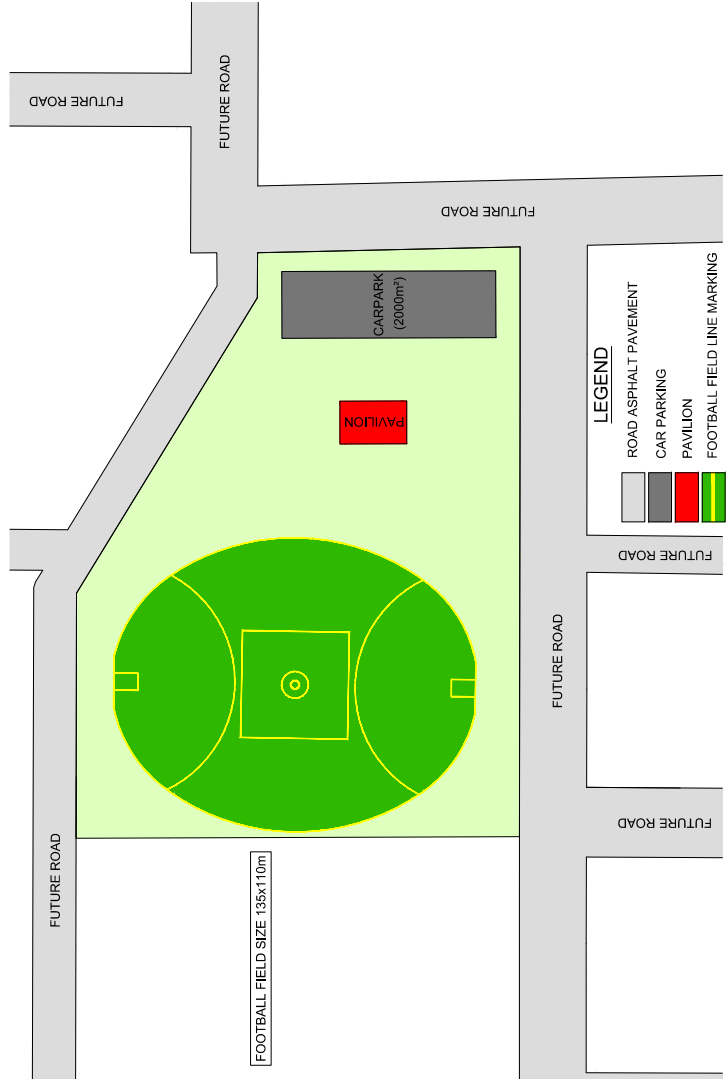 FUTURE ROAD
FUTURE ROAD
FUTURE ROAD
CARPARK
(2000m²)
PAVILION
LEGEND
ROAD ASPHALT PAVEMENT
CAR PARKING
PAVILION
FOOTBALL FIELD LINE MARKING
FUTURE ROAD
FUTURE ROAD
FUTURE ROAD
FUTURE ROAD
FOOTBALL FIELD SIZE 135x110m